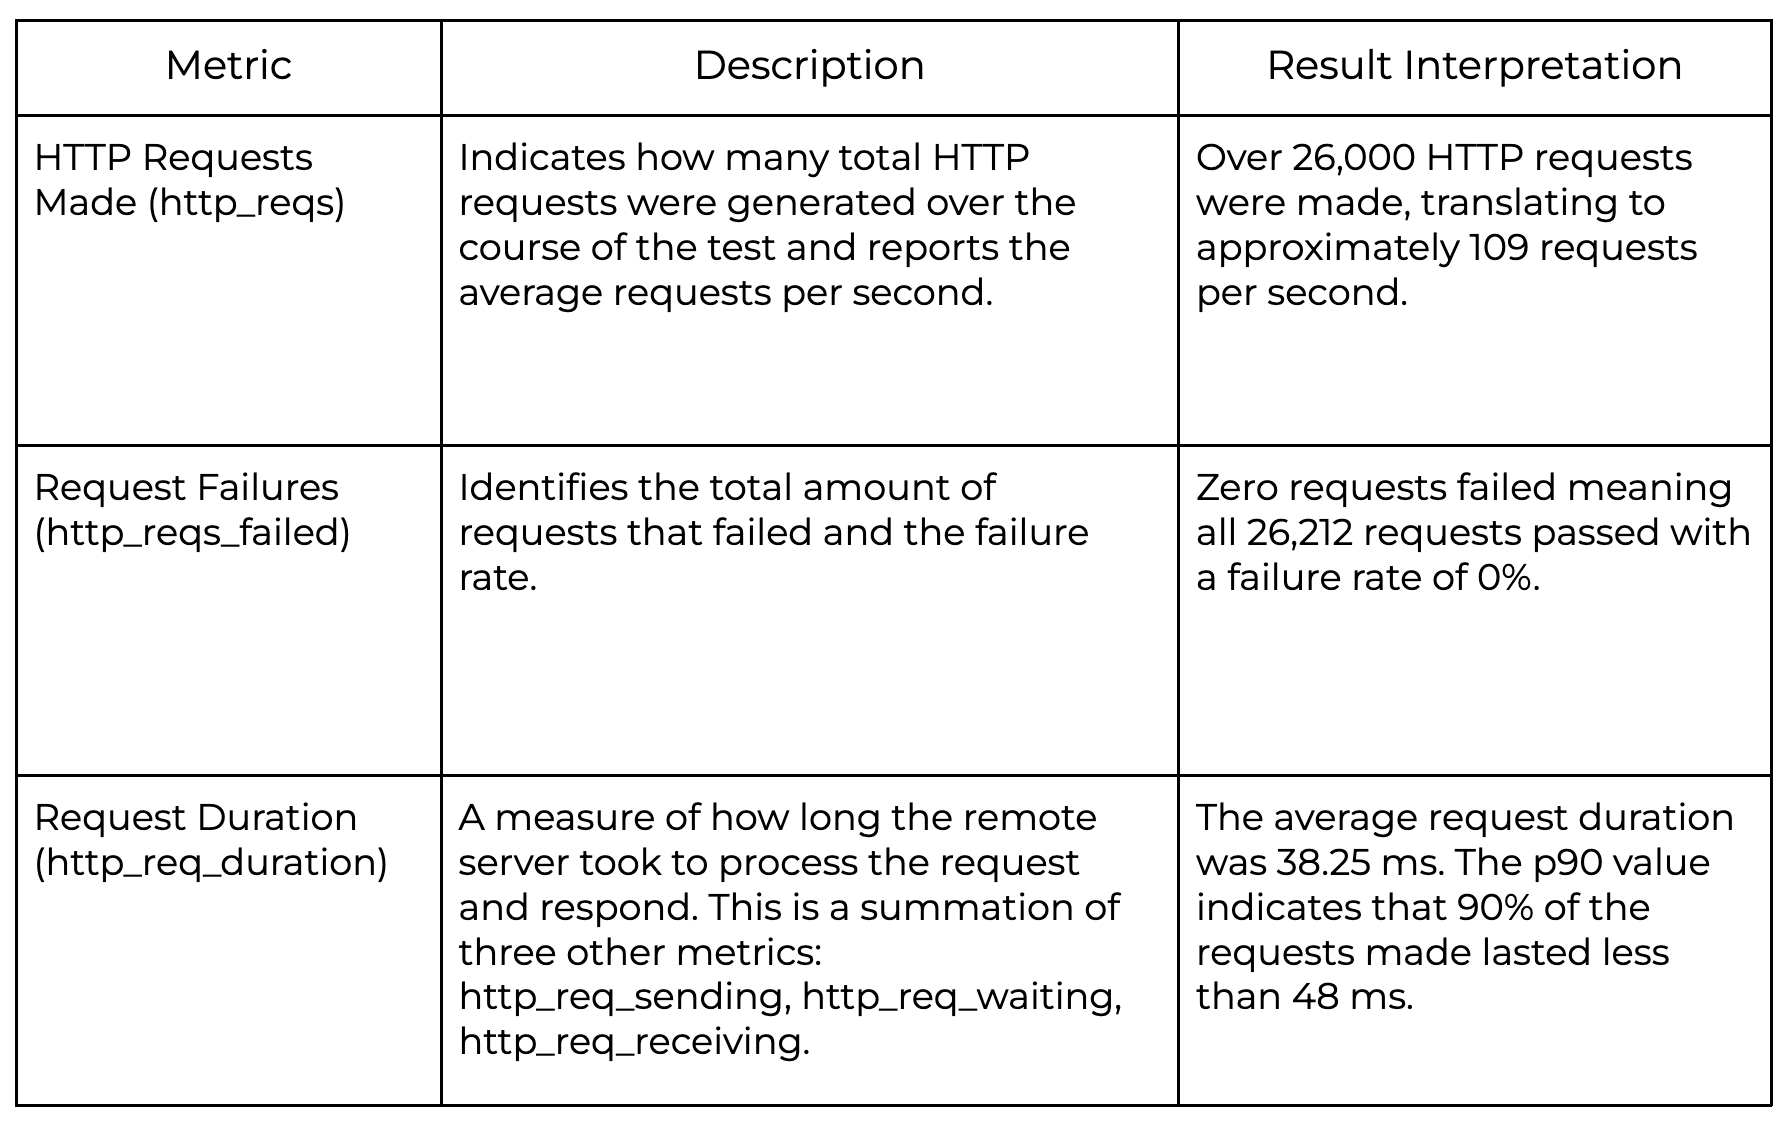 Metric
Description
Result Interpretation
HTTP Requests
Made (http_reqs)
Indicates how many total HTTP
requests were generated over the
course of the test and reports the
average requests per second.
Over 26,000 HTTP requests
were made, translating to
approximately 109 requests
per second.
Request Failures
(http_reqs_failed)
Identifies the total amount of
requests that failed and the failure
rate.
Zero requests failed meaning
all 26,212 requests passed with
a failure rate of 0%.
Request Duration
(http_req_duration)
A measure of how long the remote
server took to process the request
and respond. This is a summation of
three other metrics:
http_req_sending, http_req_waiting,
http_req_receiving.
The average request duration
was 38.25 ms. The p90 value
indicates that 90% of the
requests made lasted less
than 48 ms.